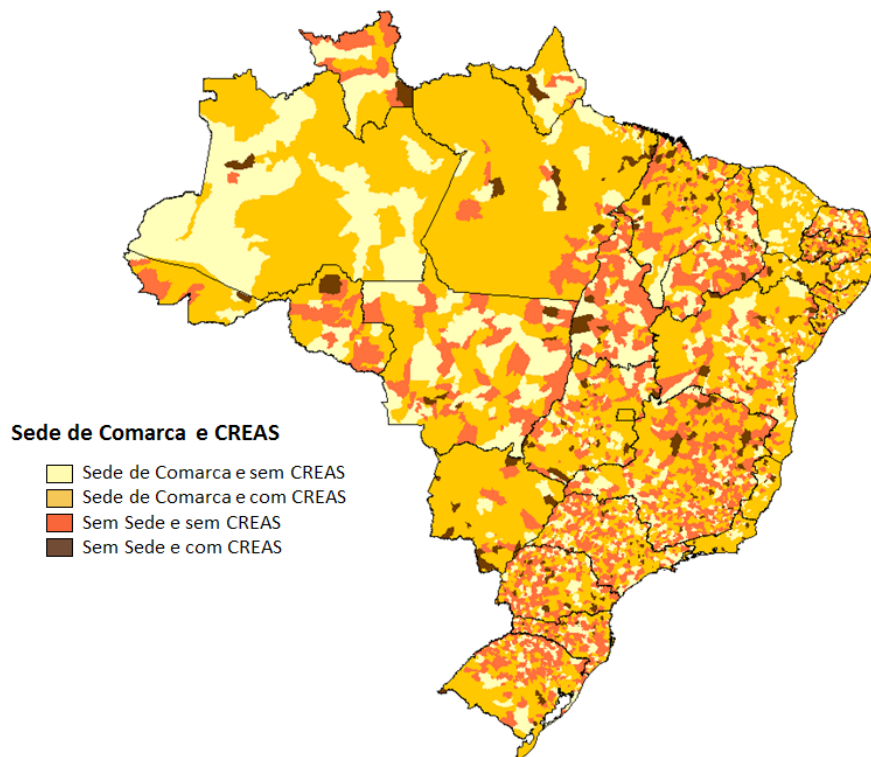 Sede de Comarca e CREAS
Sede de Comarca e sem CREAS
Sede de Comarca e com CREAS
Sem Sede e sem CREAS
Sem Sede e com CREAS